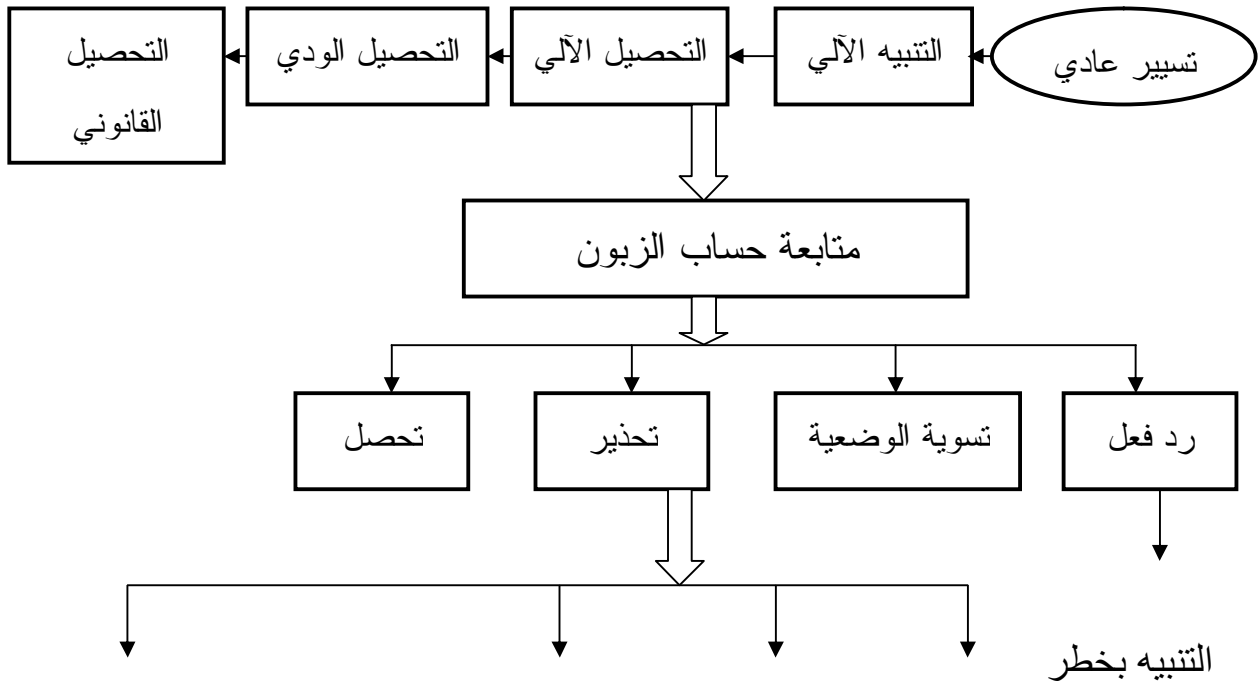 تسيير عادي
التنبيه الآلي
التحصيل الآلي
التحصيل الودي
التحصيل
القانوني
متابعة حساب الزبون
رد فعل
تسوية الوضعية
تحذير
تحصل
التنبيه بخطر